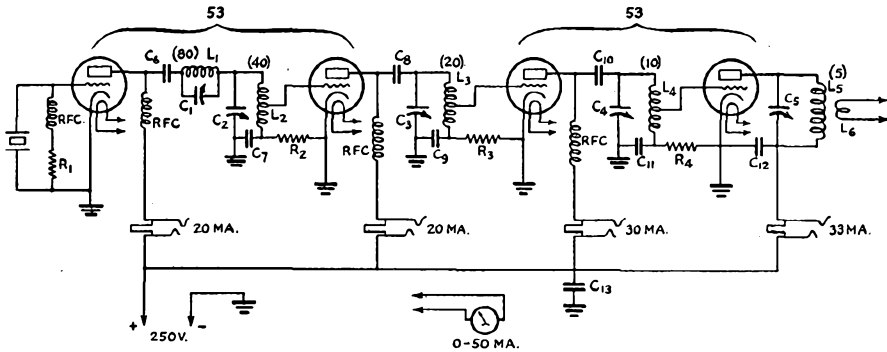 53 53
C6 (80) L1 (40) C8 (20) L3 C10 (10) L4 (5) L5
C1 C2 L2 C3 C4 C5 L6
RFC. RFC RFC RFC
R1 C7 R2 C9 R3 C11 R4 C12
20 MA. 20 MA. 30 MA. 33 MA.
C13
+ 250V. -
0-50 MA.